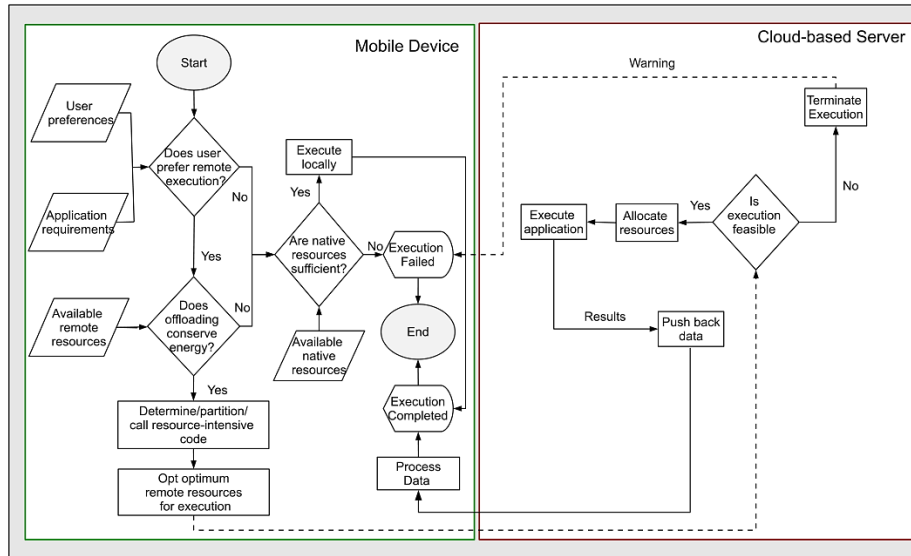 Mobile Device
Cloud-based Server
Start
Warning
Terminate
Execution
User
preferences
Does user
prefer remote
execution?
No
Execute
locally
Yes
Application
requirements
Yes
Are native
resources
sufficient?
No
Execution
Failed
Execute
application
Allocate
resources
Yes
Is
execution
feasible
No
Available
remote
resources
Does
offloading
conserve
energy?
No
Available
native
resources
End
Results
Push back
data
Yes
Execution
Completed
Determine/partition/
call resource-intensive
code
Process
Data
Opt optimum
remote resources
for execution